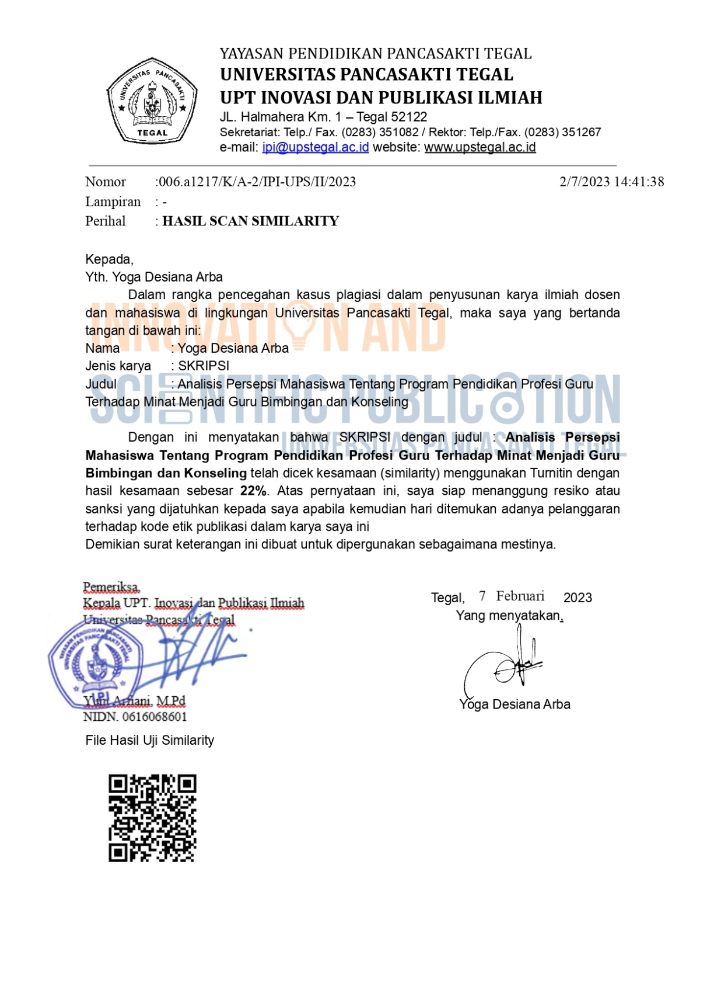 UNIVERSITAS PANCASAKTI
TEGAL
YAYASAN PENDIDIKAN PANCASAKTI TEGAL
UNIVERSITAS PANCASAKTI TEGAL
UPT INOVASI DAN PUBLIKASI ILMIAH
JL. Halmahera Km. 1 – Tegal 52122
Sekretariat: Telp./ Fax. (0283) 351082 / Rektor: Telp./Fax. (0283) 351267
e-mail: ipi@upstegal.ac.id website: www.upstegal.ac.id
Nomor :006.a1217/K/A-2/IPI-UPS/II/2023 2/7/2023 14:41:38
Lampiran : -
Perihal : HASIL SCAN SIMILARITY
Kepada,
Yth. Yoga Desiana Arba
Dalam rangka pencegahan kasus plagiasi dalam penyusunan karya ilmiah dosen
dan mahasiswa di lingkungan Universitas Pancasakti Tegal, maka saya yang bertanda
tangan di bawah ini:
INNOVATION AND
Nama : Yoga Desiana Arba
Jenis karya : SKRIPSI
Judul : Analisis Persepsi Mahasiswa Tentang Program Pendidikan Profesi Guru
Terhadap Minat Menjadi Guru Bimbingan dan Konseling
SCIENTIFIC PUBLICATION
UNIVERSITAS PANCASAKTI TEGAL
Dengan ini menyatakan bahwa SKRIPSI dengan judul : Analisis Persepsi
Mahasiswa Tentang Program Pendidikan Profesi Guru Terhadap Minat Menjadi Guru
Bimbingan dan Konseling telah dicek kesamaan (similarity) menggunakan Turnitin dengan
hasil kesamaan sebesar 22%. Atas pernyataan ini, saya siap menanggung resiko atau
sanksi yang dijatuhkan kepada saya apabila kemudian hari ditemukan adanya pelanggaran
terhadap kode etik publikasi dalam karya saya ini
Demikian surat keterangan ini dibuat untuk dipergunakan sebagaimana mestinya.
Pemeriksa,
Kepala UPT. Inovasi dan Publikasi Ilmiah
Universitas Pancasakti Tegal
YAYASAN PENDIDIKAN PANCASAKTI
UNIVERSITAS PANCASAKTI TEGAL
IPI
M.Pd
NIDN. 0616068601
Tegal, 7 Februari 2023
Yang menyatakan,
Yoga Desiana Arba
File Hasil Uji Similarity